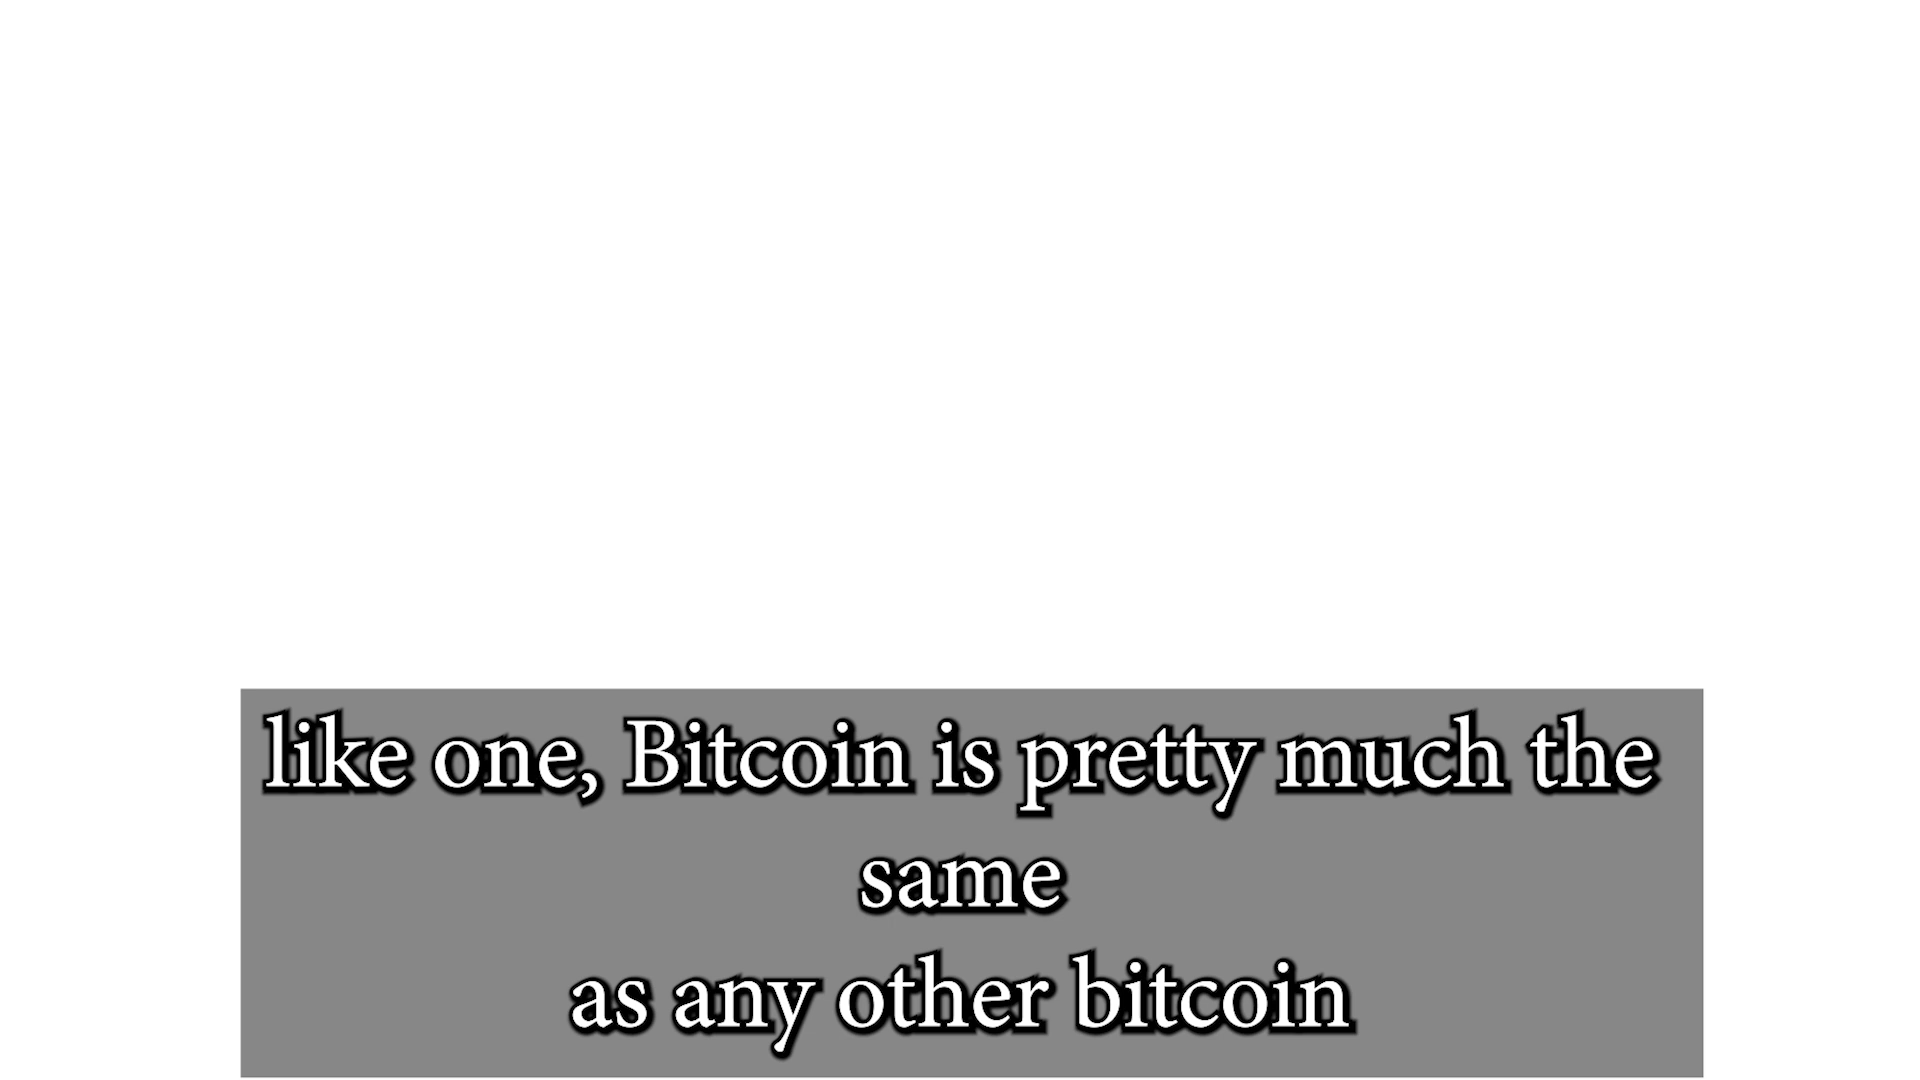 like one, Bitcoin is pretty much the
same
as any other bitcoin